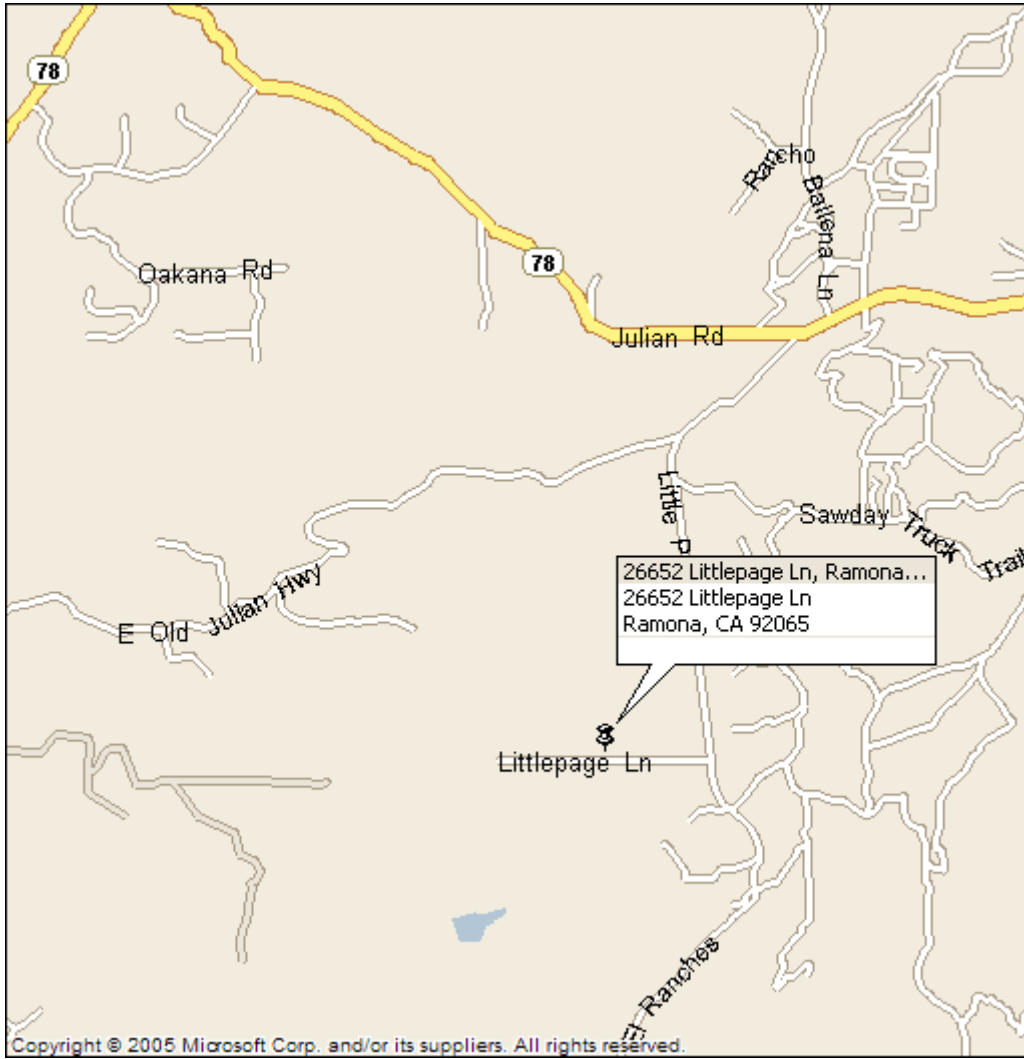 78
Rancho
Ballena Ln
Oakana Rd
78
Julian Rd
Little P
Sawday Truck Trail
26652 Littlepage Ln, Ramona...
26652 Littlepage Ln
Ramona, CA 92065
E Old Julian Hwy
Littlepage Ln
El Ranches
Copyright © 2005 Microsoft Corp. and/or its suppliers. All rights reserved.